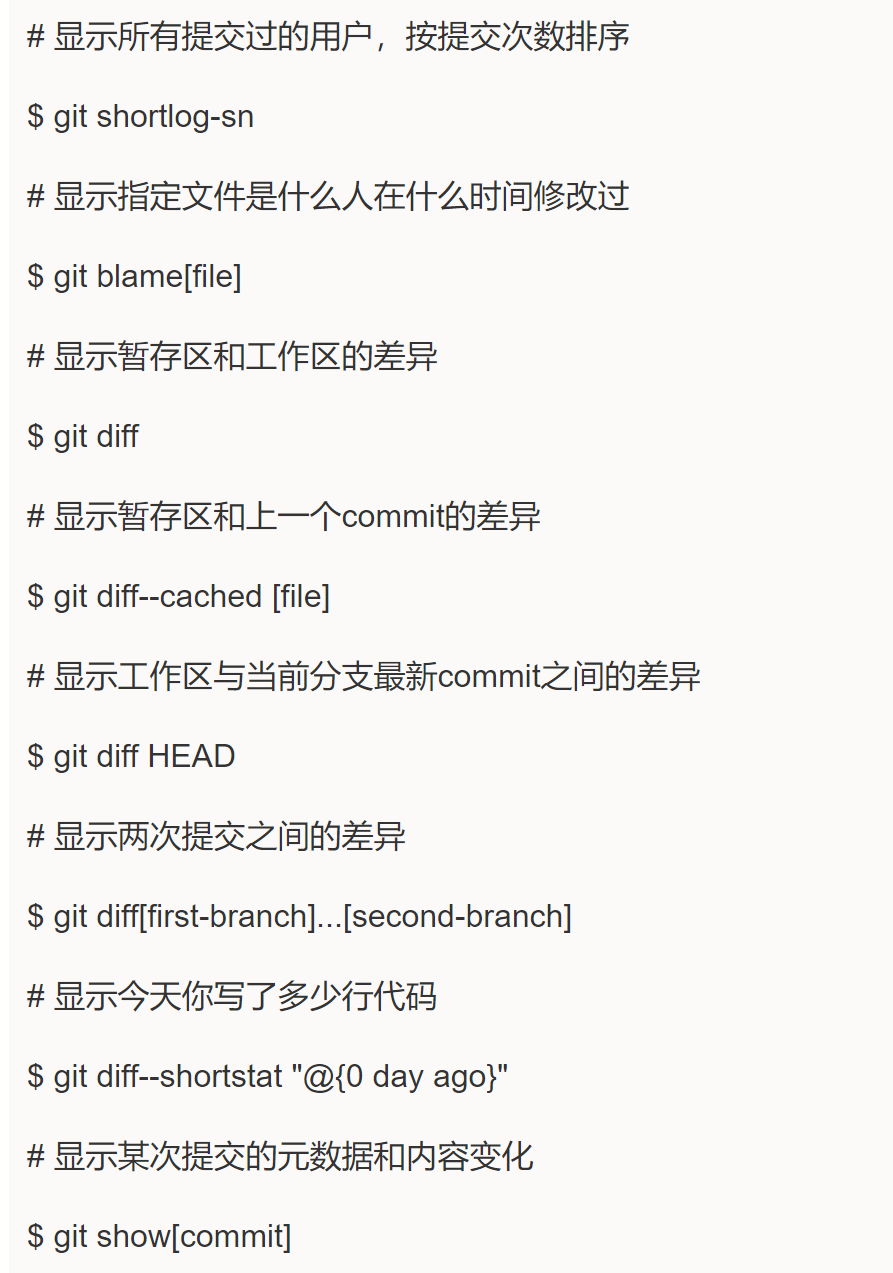 # 显示所有提交过的用户，按提交次数排序
$ git shortlog-sn
# 显示指定文件是什么人在什么时间修改过
$ git blame[file]
# 显示暂存区和工作区的差异
$ git diff
# 显示暂存区和上一个commit的差异
$ git diff--cached [file]
# 显示工作区与当前分支最新commit之间的差异
$ git diff HEAD
# 显示两次提交之间的差异
$ git diff[first-branch]...[second-branch]
# 显示今天你写了多少行代码
$ git diff--shortstat "@{0 day ago}"
# 显示某次提交的元数据和内容变化
$ git show[commit]